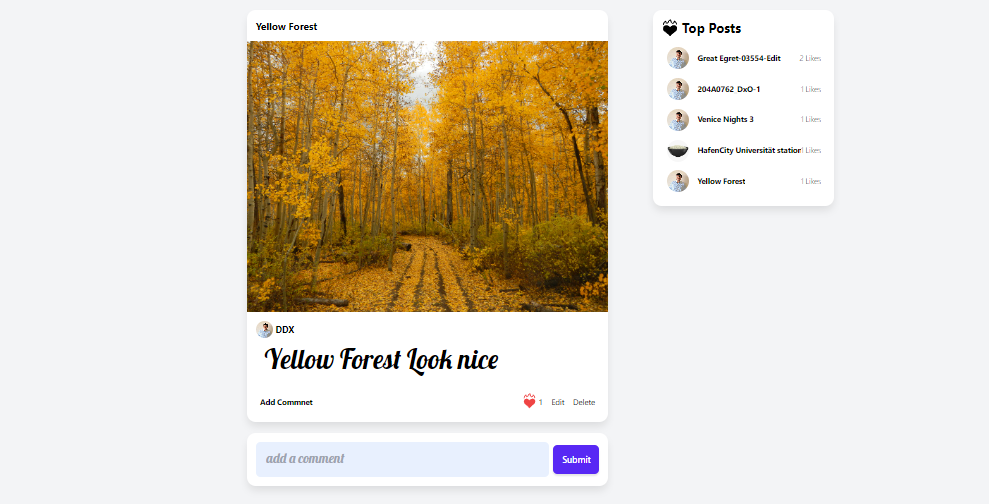 Yellow Forest
DDX
Yellow Forest Look nice
Add Commnet
1 Edit Delete
add a comment
Submit
Top Posts
Great Egret-03554-Edit 2 Likes
204A0762_DxO-1 1 Likes
Venice Nights 3 1 Likes
HafenCity Universität station 1 Likes
Yellow Forest 1 Likes